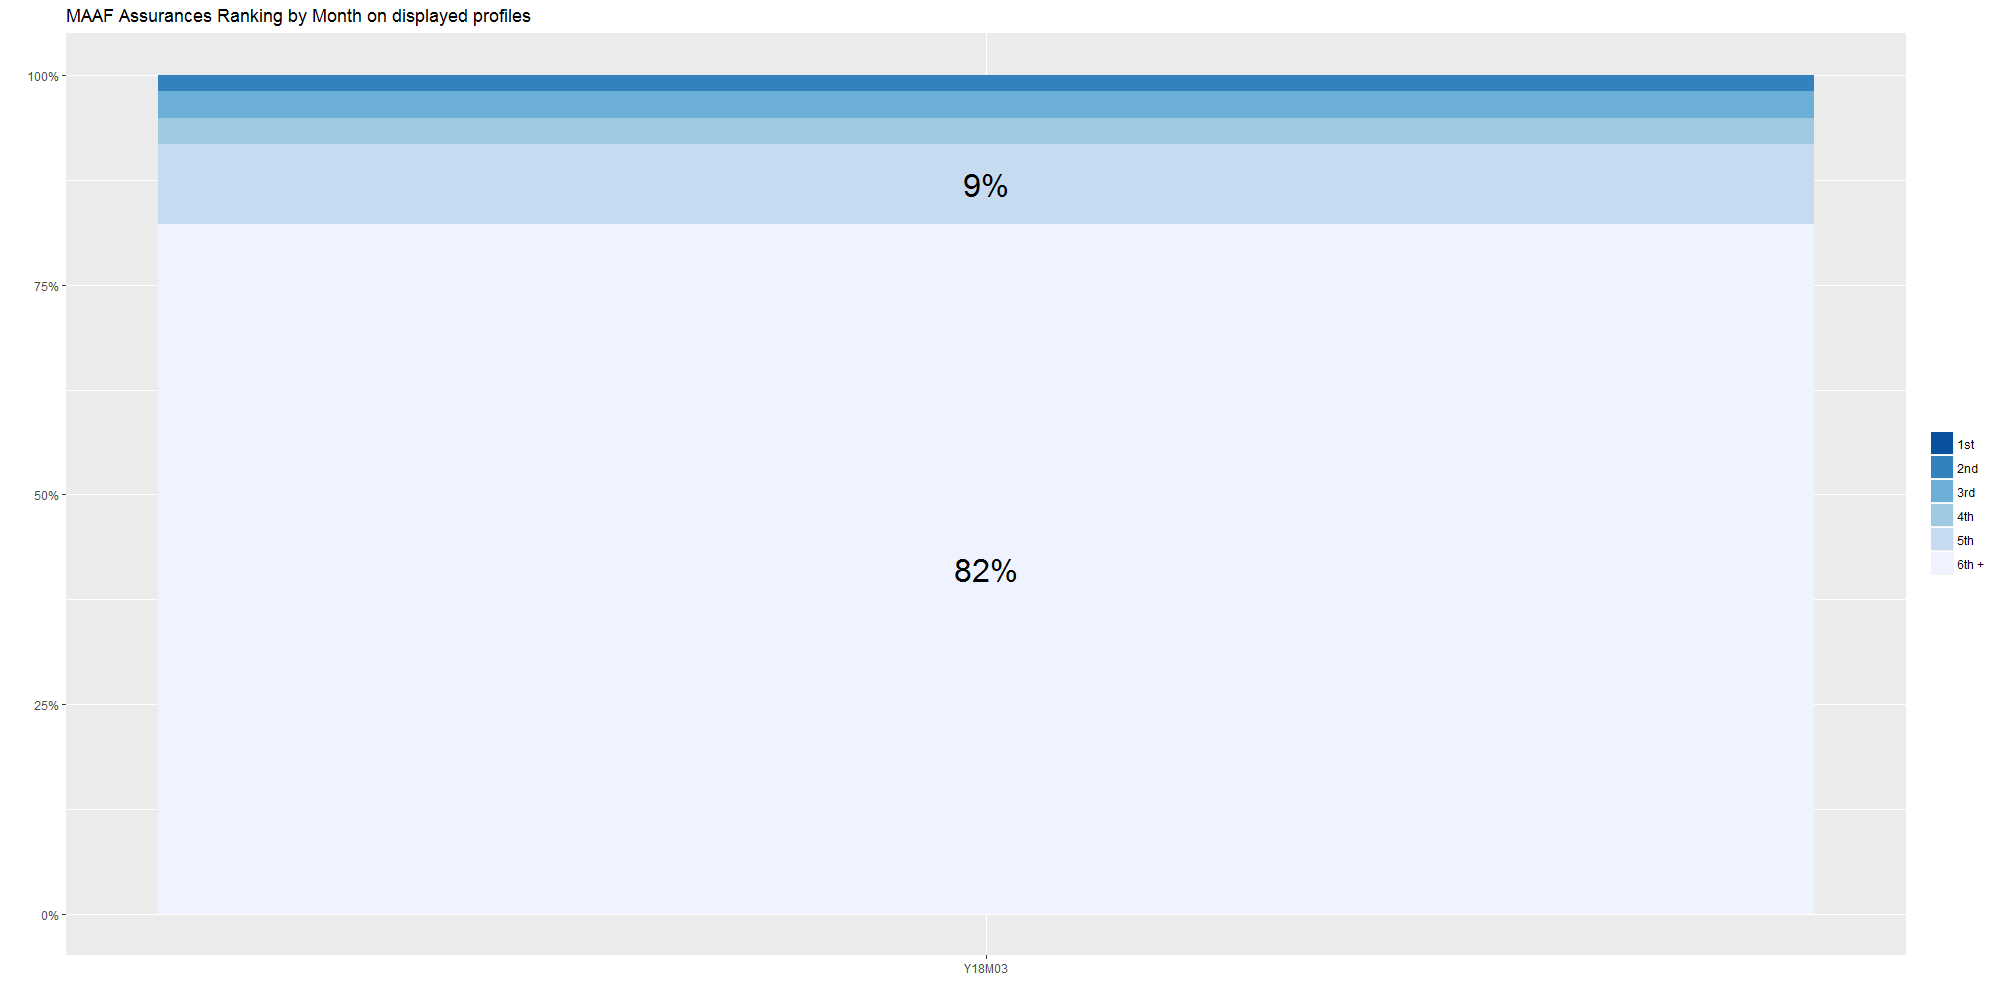 MAAF Assurances Ranking by Month on displayed profiles
100%
75%
50%
25%
0%
9%
82%
Y18M03
1st
2nd
3rd
4th
5th
6th +